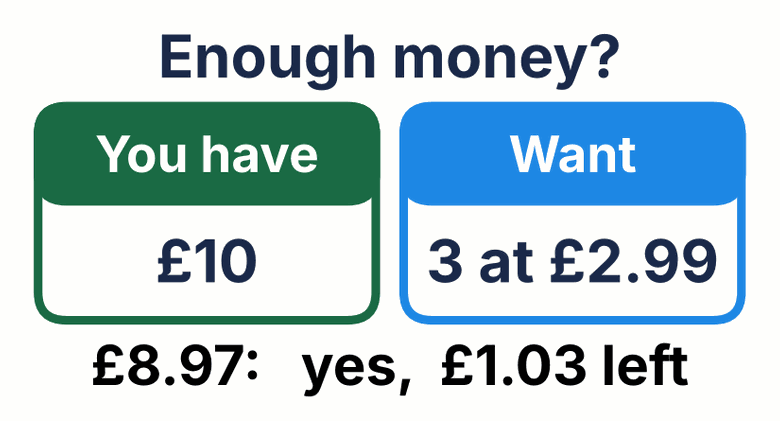 Enough money?
You have
Want
£10
3 at £2.99
£8.97: yes, £1.03 left